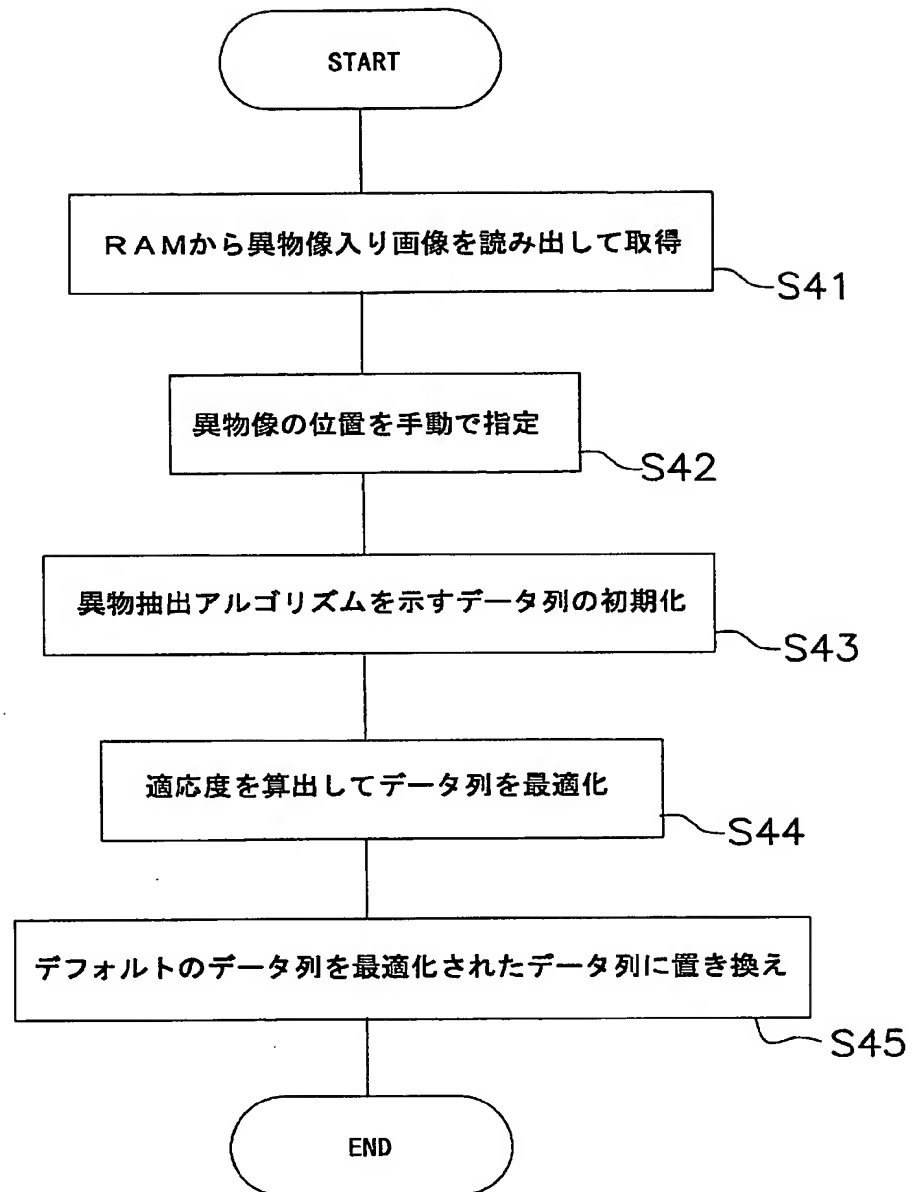 START
RAMから異物像入り画像を読み出して取得
S41
異物像の位置を手動で指定
S42
異物抽出アルゴリズムを示すデータ列の初期化
S43
適応度を算出してデータ列を最適化
S44
デフォルトのデータ列を最適化されたデータ列に置き換え
S45
END